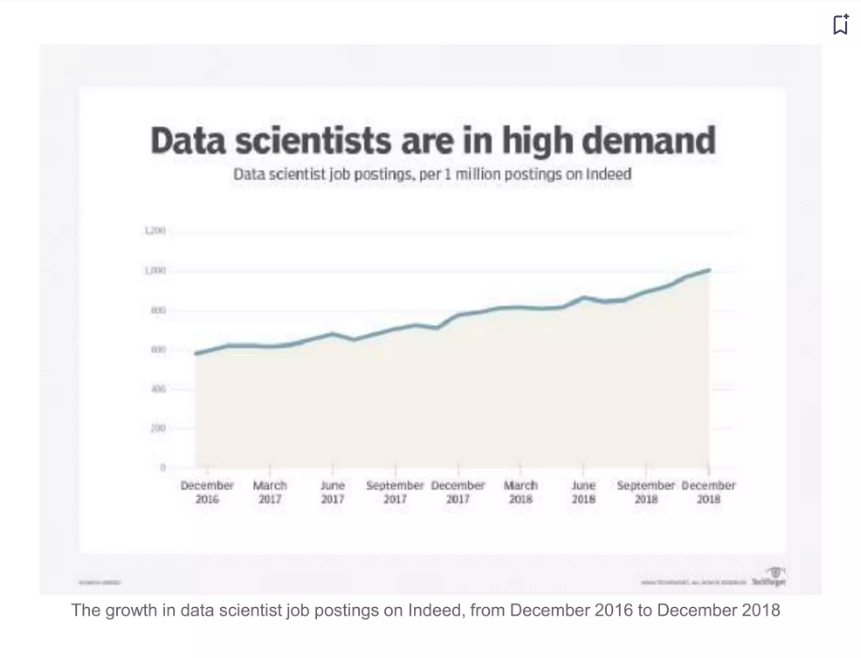 Data scientists are in high demand
Data scientist job postings, per 1 million postings on Indeed
1,200
1,000
800
600
400
200
0
December March June September December March June September December
2016 2017 2017 2017 2017 2018 2018 2018 2018
TechTarget
The growth in data scientist job postings on Indeed, from December 2016 to December 2018